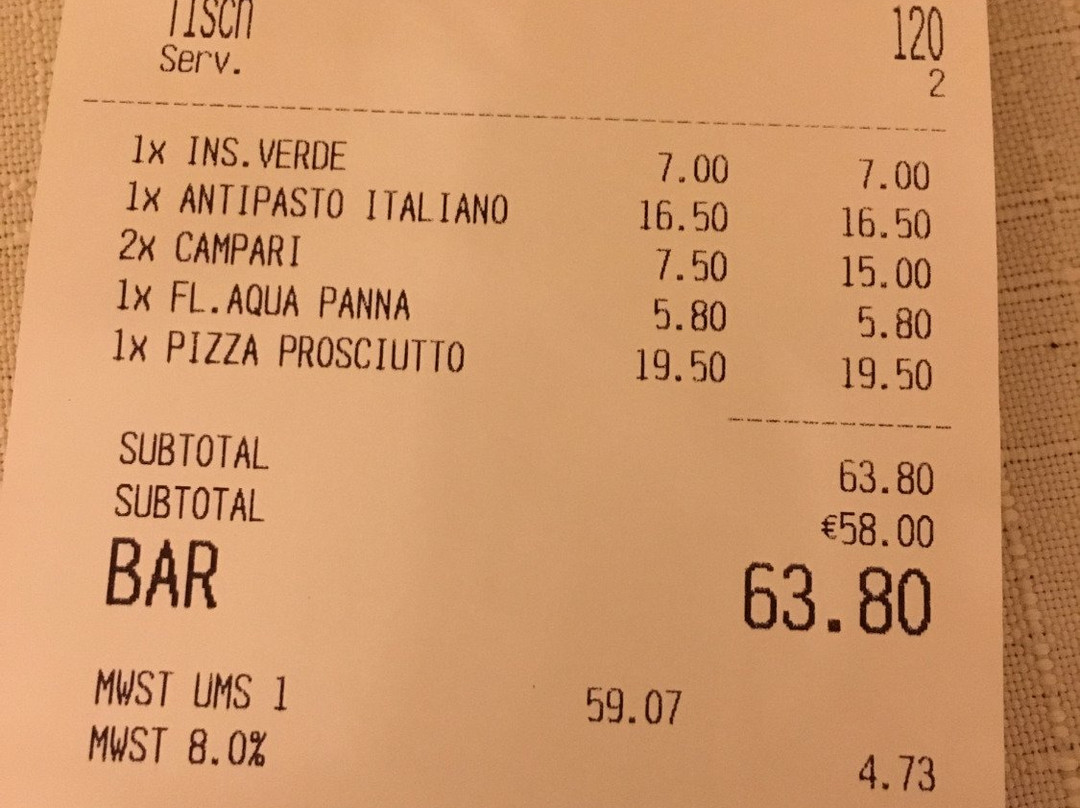 TISCH 120
Serv. 2
1x INS.VERDE 7.00 7.00
1x ANTIPASTO ITALIANO 16.50 16.50
2x CAMPARI 7.50 15.00
1x FL.AQUA PANNA 5.80 5.80
1x PIZZA PROSCIUTTO 19.50 19.50
SUBTOTAL 63.80
SUBTOTAL €58.00
BAR 63.80
MWST UMS 1 59.07
MWST 8.0% 4.73